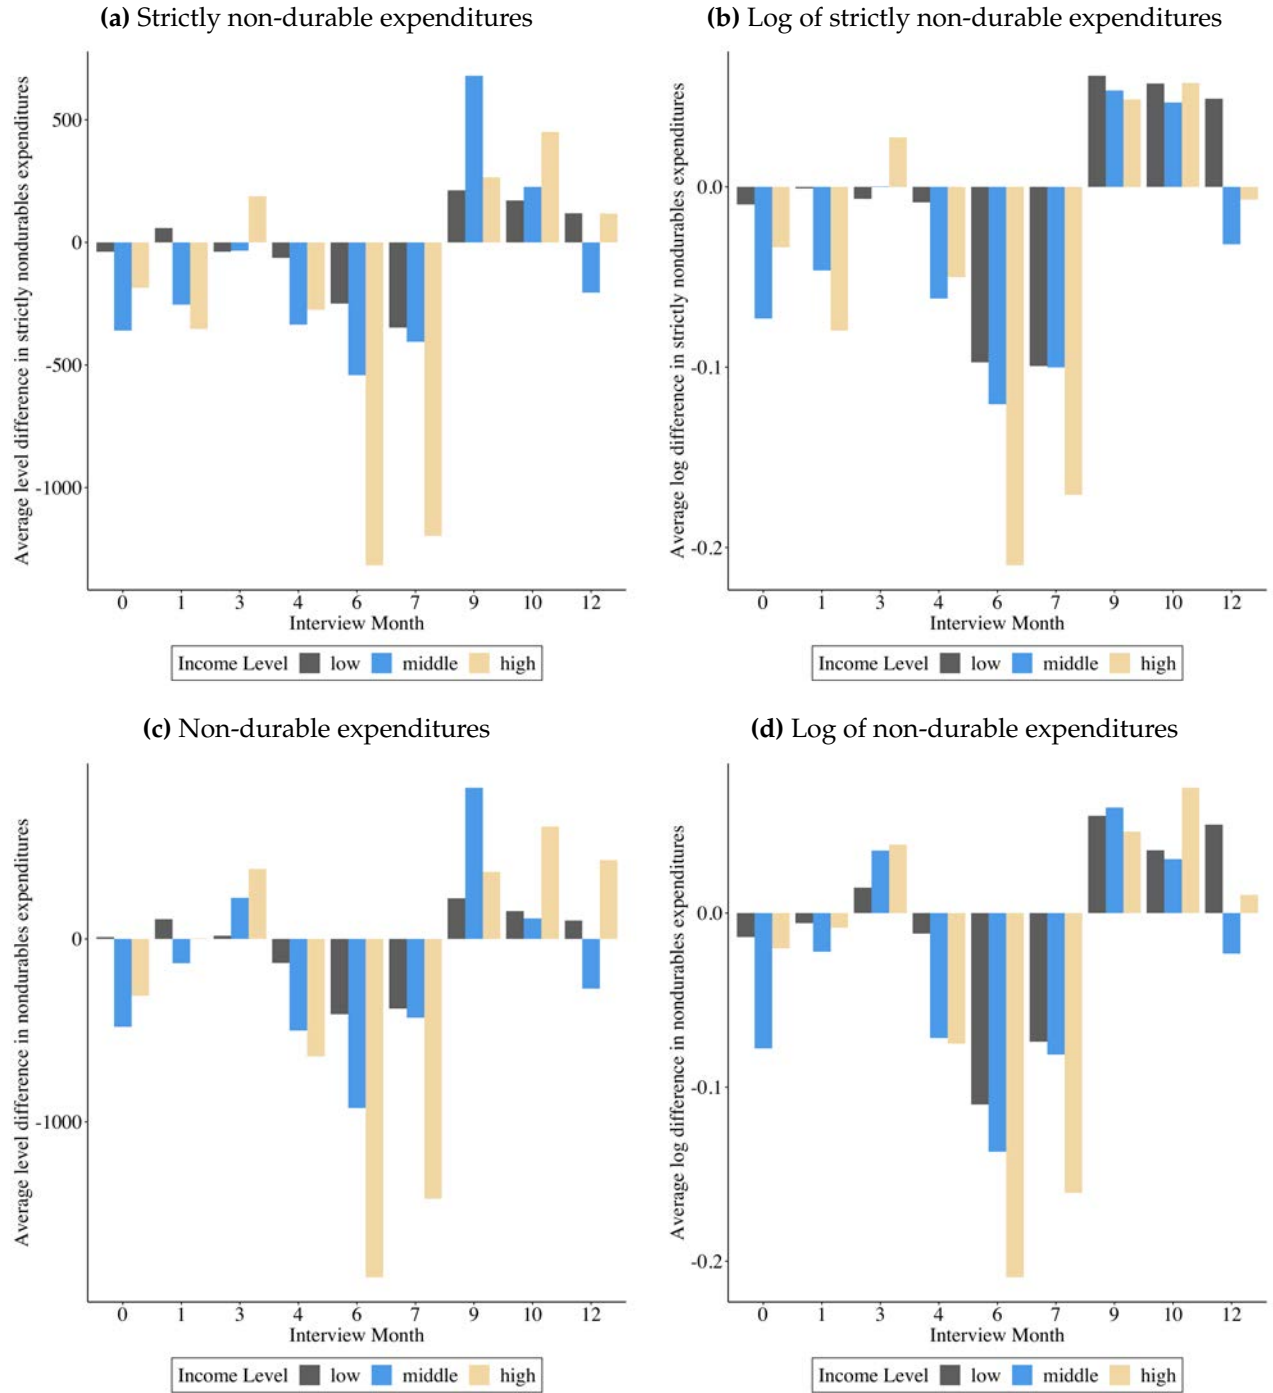 (a) Strictly non-durable expenditures
Average level difference in strictly nondurables expenditures
500
0
-500
-1000
0 1 3 4 6 7 9 10 12
Interview Month
Income Level low middle high
(b) Log of strictly non-durable expenditures
Average log difference in strictly nondurables expenditures
0.0
-0.1
-0.2
0 1 3 4 6 7 9 10 12
Interview Month
Income Level low middle high
(c) Non-durable expenditures
Average level difference in nondurables expenditures
0
-1000
0 1 3 4 6 7 9 10 12
Interview Month
Income Level low middle high
(d) Log of non-durable expenditures
Average log difference in nondurables expenditures
0.0
-0.1
-0.2
0 1 3 4 6 7 9 10 12
Interview Month
Income Level low middle high